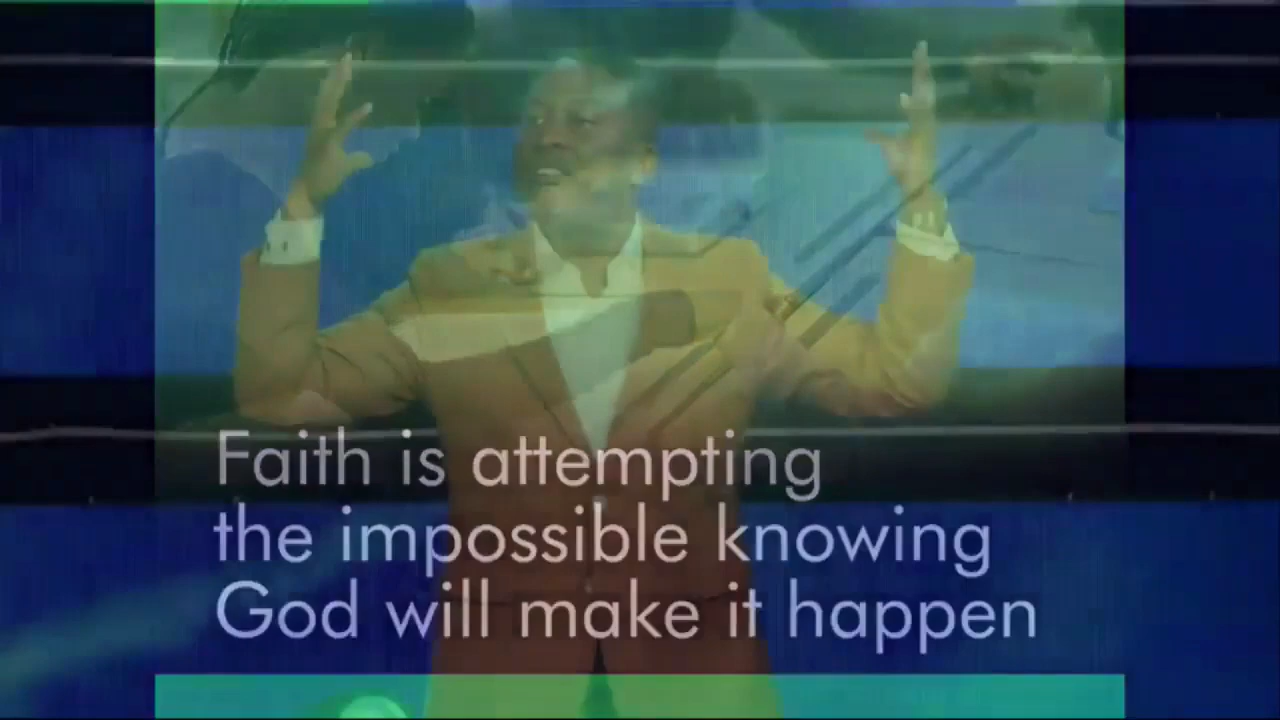 Faith is attempting
the impossible knowing
God will make it happen